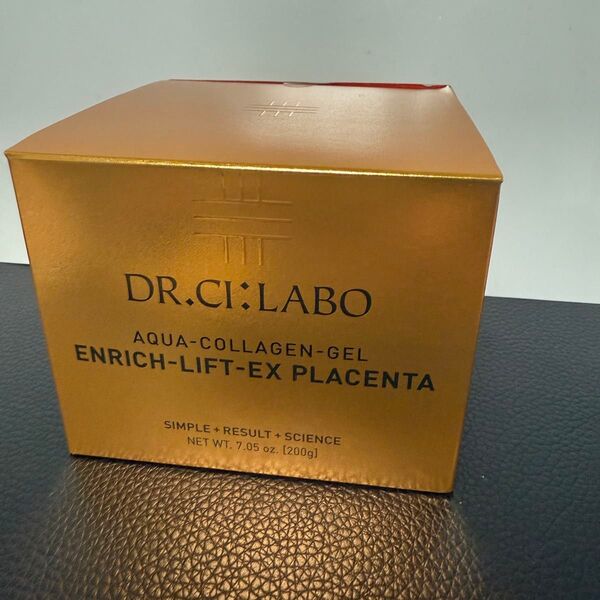 DR.CI:LABO
AQUA-COLLAGEN-GEL
ENRICH-LIFT-EX PLACENTA
SIMPLE + RESULT + SCIENCE
NET WT. 7.05 oz. [200g]